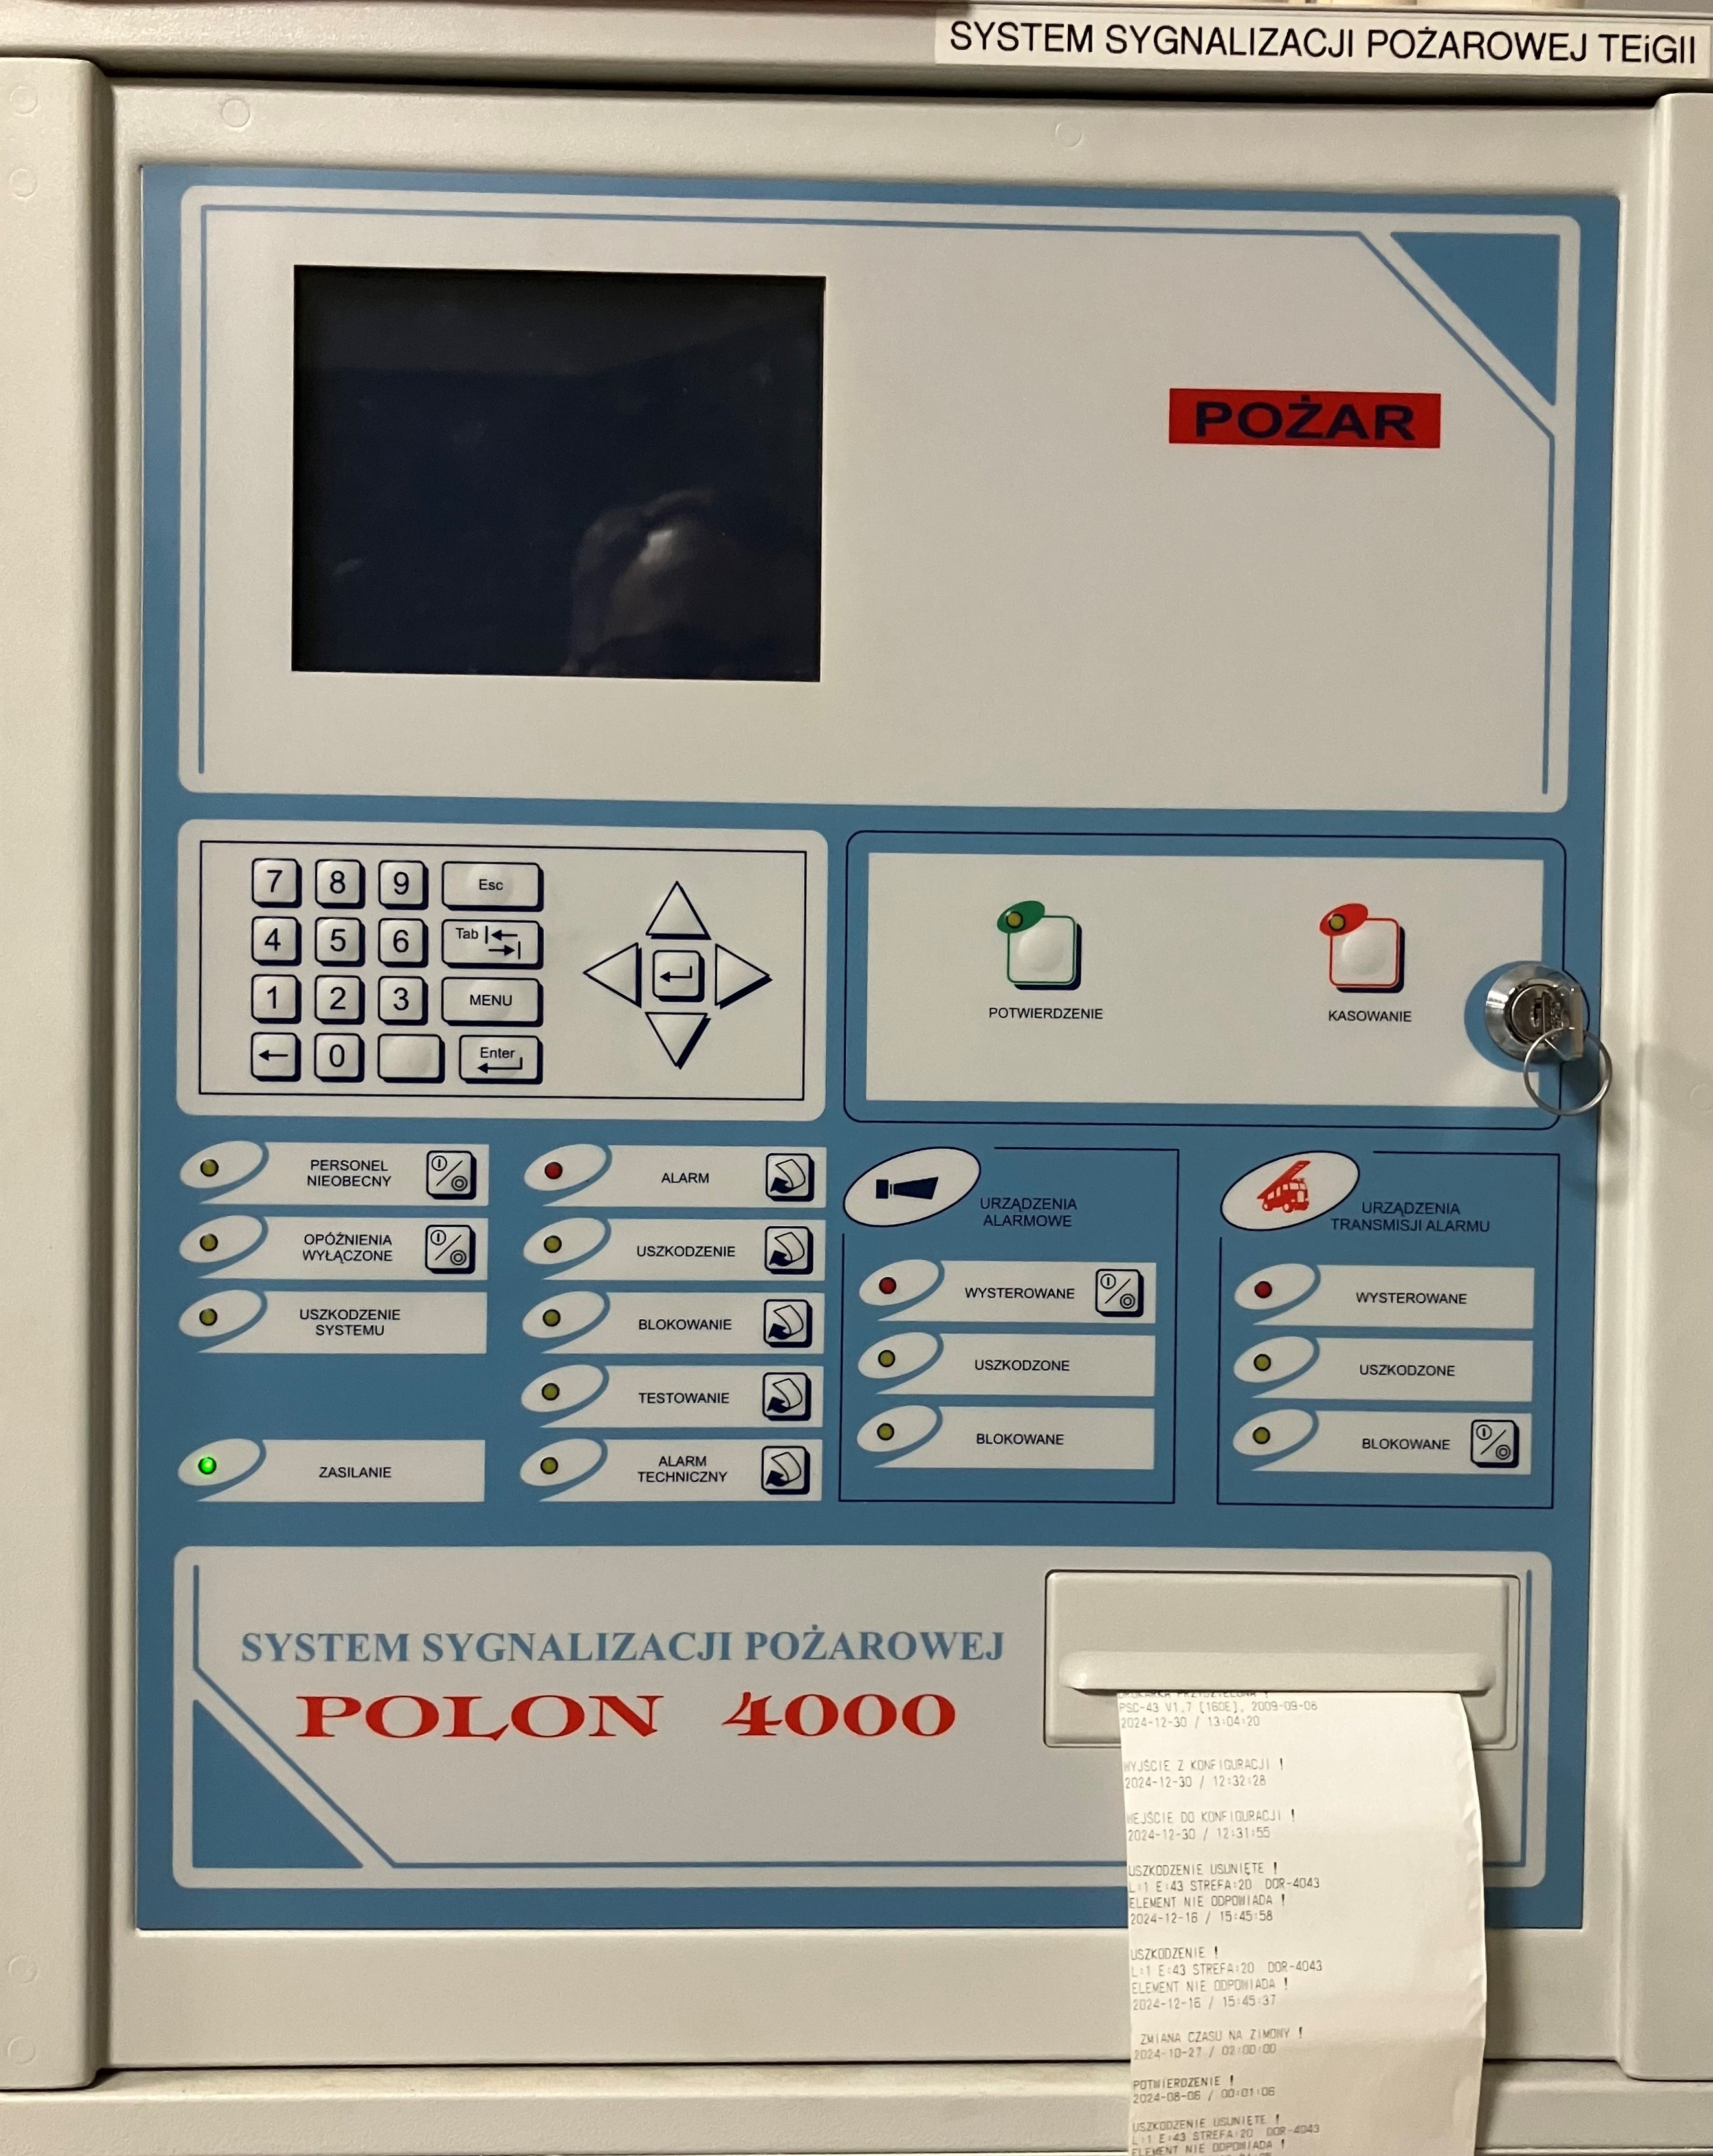 SYSTEM SYGNALIZACJI POŻAROWEJ TEiGII
POŻAR
7 8 9 Esc
4 5 6 Tab
1 2 3 MENU
0 Enter
POTWIERDZENIE
KASOWANIE
PERSONEL
NIEOBECNY
OPÓŹNIENIA
WYŁĄCZONE
USZKODZENIE
SYSTEMU
ZASILANIE
ALARM
USZKODZENIE
BLOKOWANIE
TESTOWANIE
ALARM
TECHNICZNY
URZĄDZENIA
ALARMOWE
WYSTEROWANE
USZKODZONE
BLOKOWANE
URZĄDZENIA
TRANSMISJI ALARMU
WYSTEROWANE
USZKODZONE
BLOKOWANE
SYSTEM SYGNALIZACJI POŻAROWEJ
POLON 4000
DRUKARKA PRZYDZIELONA !
PSC-43 V1.7 [160E], 2009-09-08
2024-12-30 / 13:04:20
WYJŚCIE Z KONFIGURACJI !
2024-12-30 / 12:32:28
WEJŚCIE DO KONFIGURACJI !
2024-12-30 / 12:31:55
USZKODZENIE USUNIĘTE !
L:1 E:43 STREFA:20 DOR-4043
ELEMENT NIE ODPOWIADA !
2024-12-16 / 15:45:58
USZKODZENIE !
L:1 E:43 STREFA:20 DOR-4043
ELEMENT NIE ODPOWIADA !
2024-12-16 / 15:45:37
ZMIANA CZASU NA ZIMOWY !
2024-10-27 / 02:00:00
POTWIERDZENIE !
2024-08-06 / 00:01:06
USZKODZENIE USUNIĘTE !
L:1 E:43 STREFA:20 DOR-4043
ELEMENT NIE ODPOWIADA !